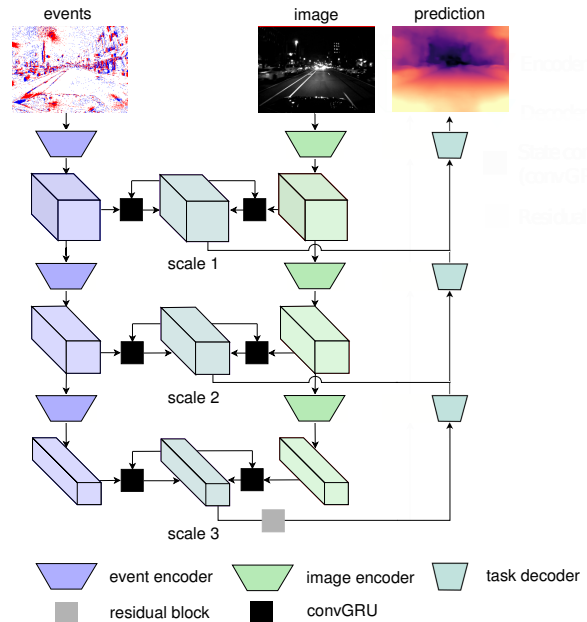 events
image
prediction
scale 1
scale 2
scale 3
event encoder
image encoder
task decoder
residual block
convGRU